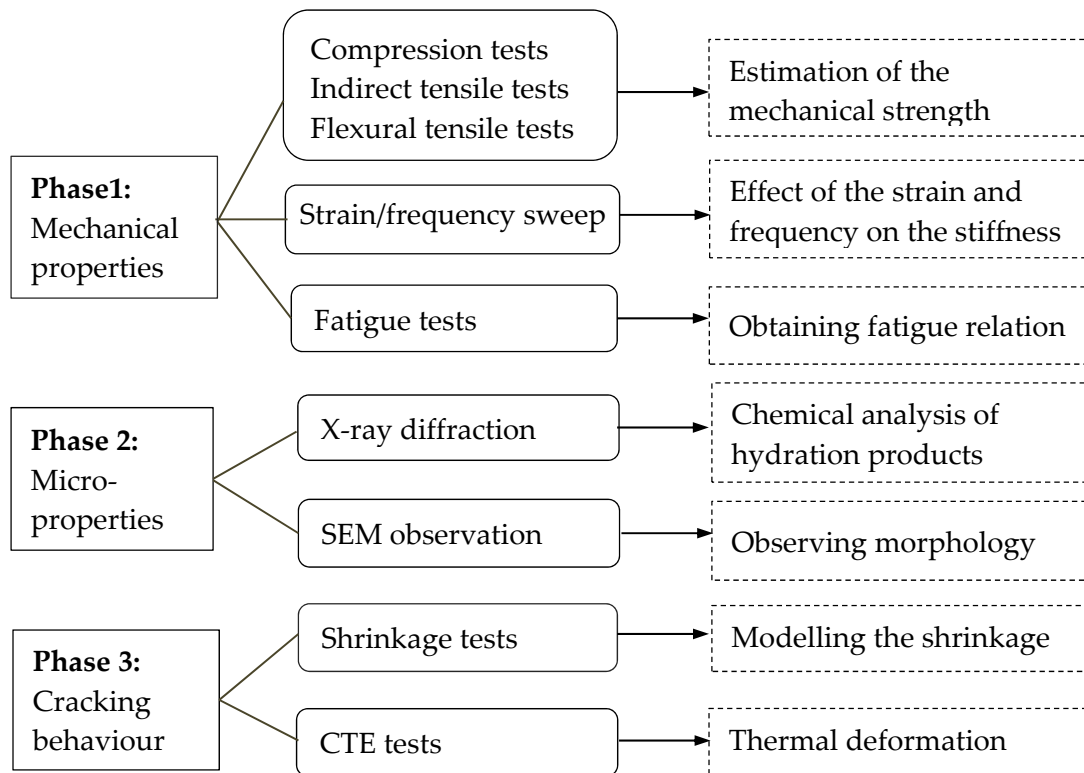 Compression tests
Indirect tensile tests
Flexural tensile tests
Estimation of the
mechanical strength
Phase1:
Mechanical
properties
Strain/frequency sweep
Effect of the strain and
frequency on the stiffness
Fatigue tests
Obtaining fatigue relation
Phase 2:
Micro-
properties
X-ray diffraction
Chemical analysis of
hydration products
SEM observation
Observing morphology
Phase 3:
Cracking
behaviour
Shrinkage tests
Modelling the shrinkage
CTE tests
Thermal deformation